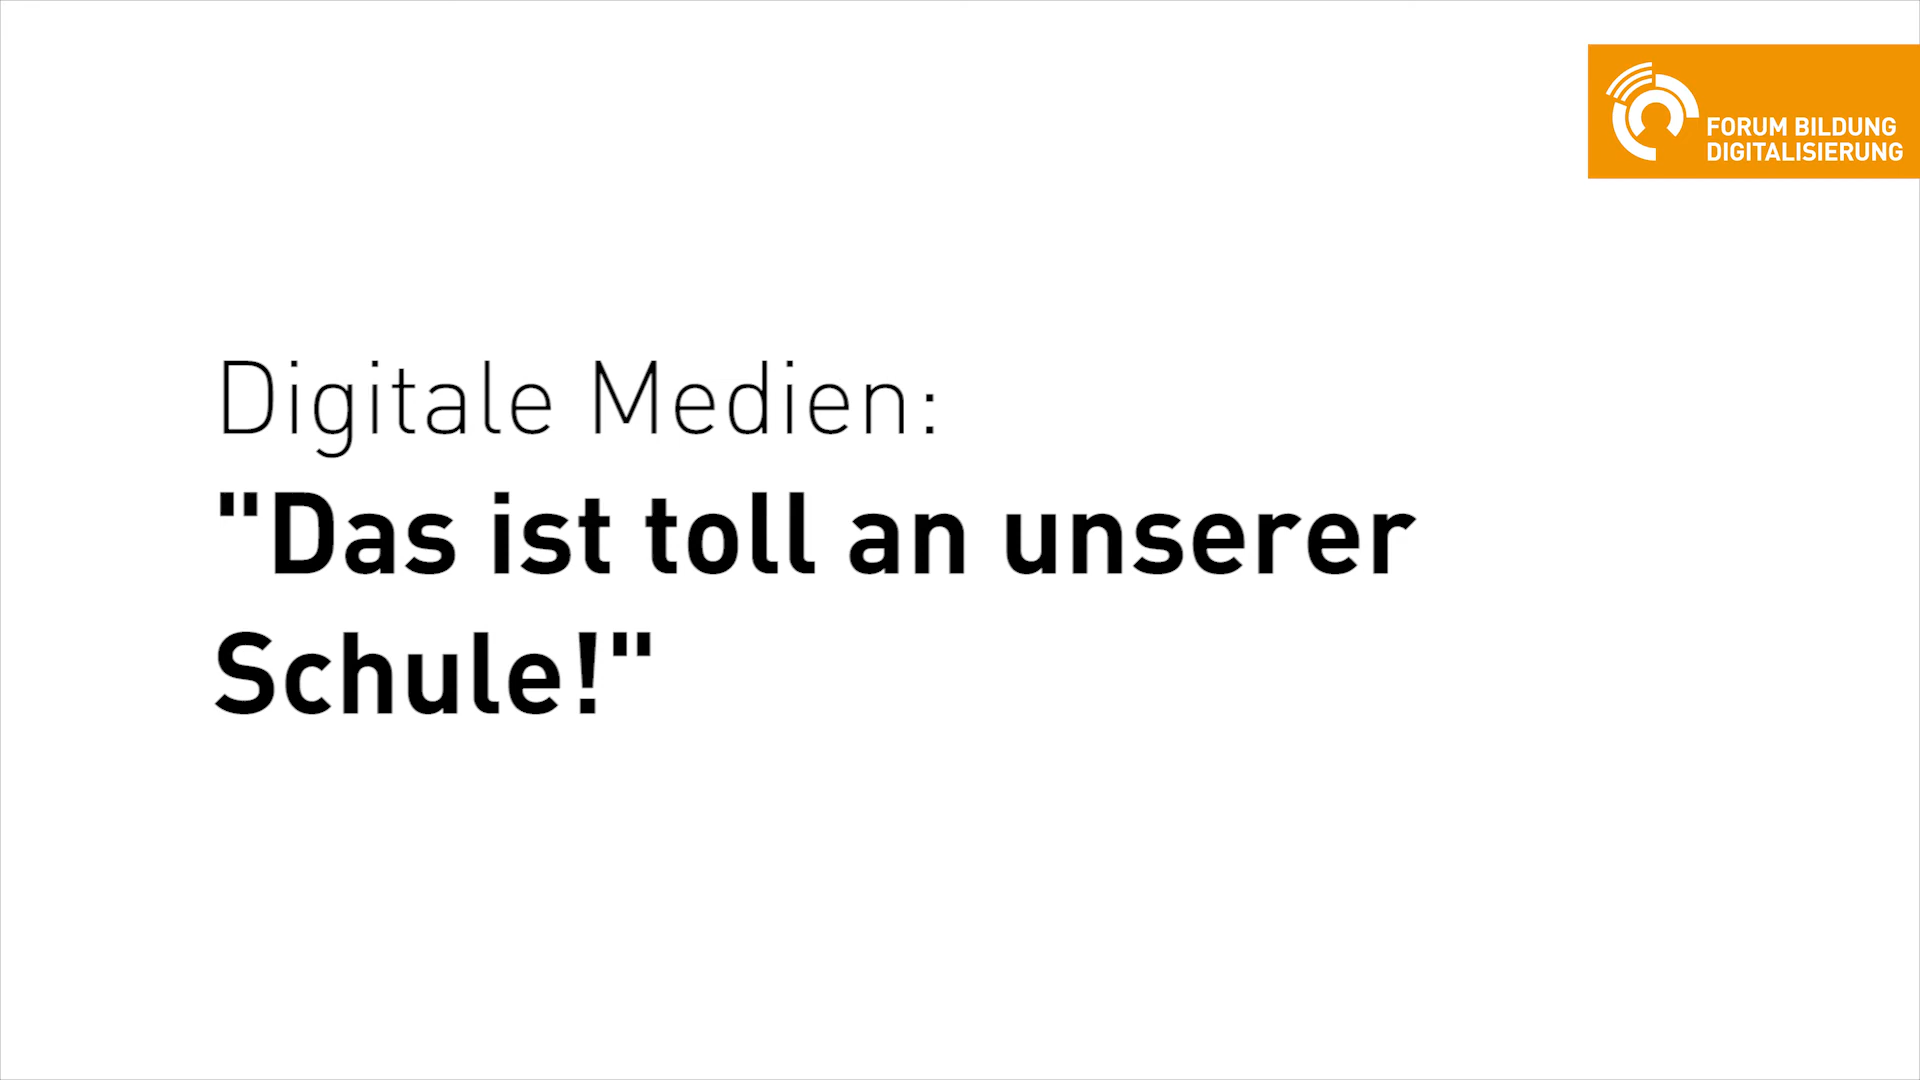 FORUM BILDUNG
DIGITALISIERUNG
Digitale Medien:
"Das ist toll an unserer
Schule!"